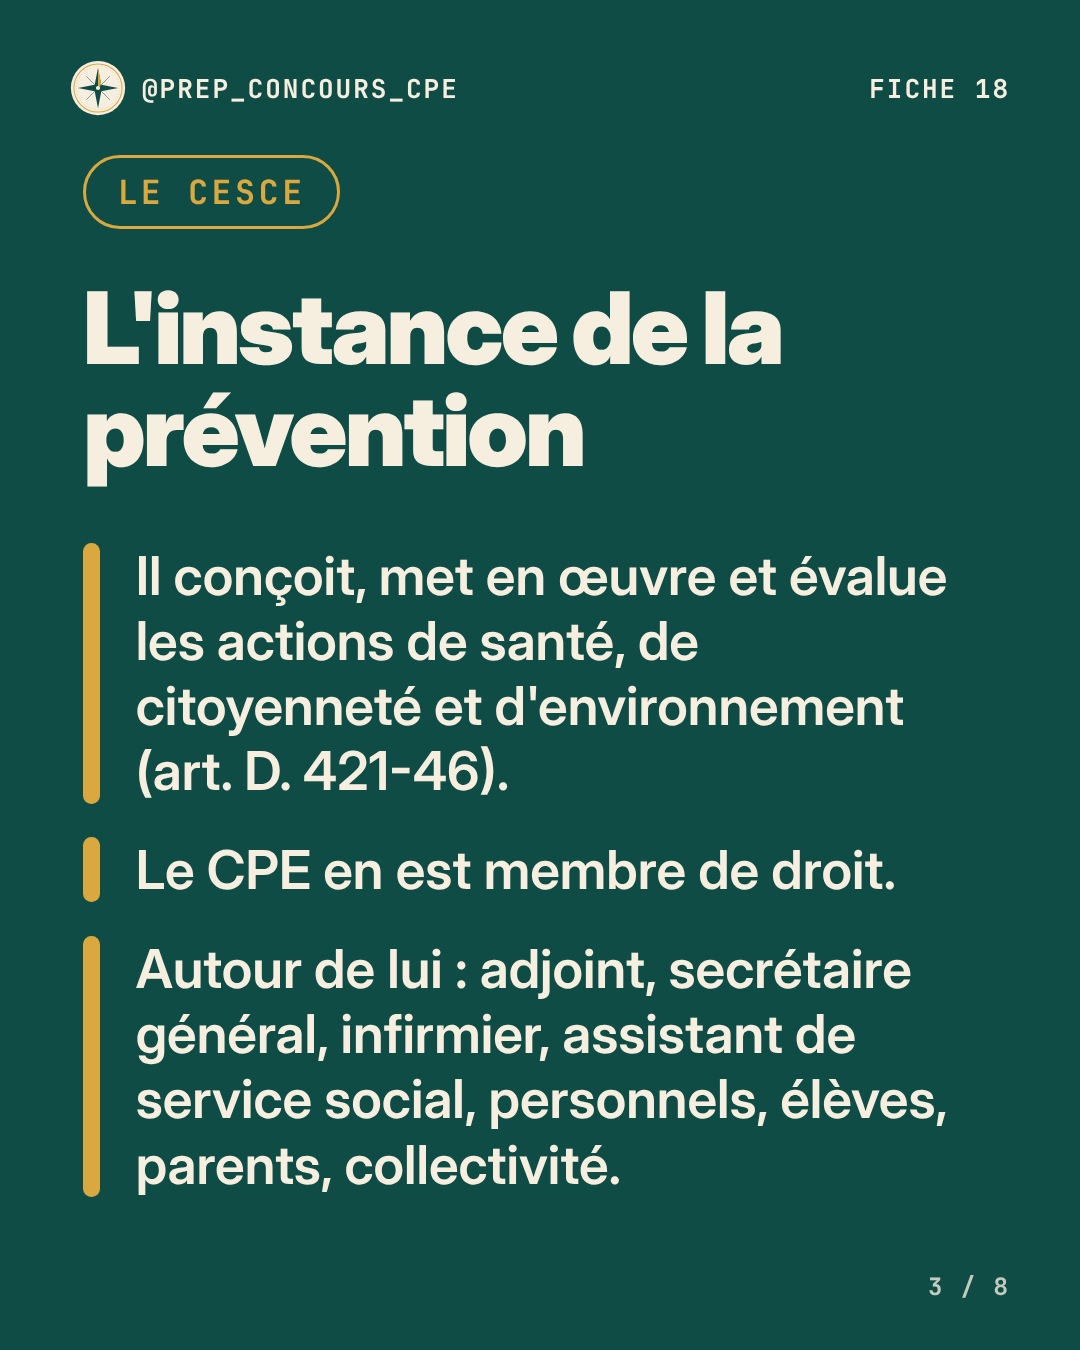 @PREP_CONCOURS_CPE
FICHE 18
LE CESCE
L'instance de la
prévention
Il conçoit, met en œuvre et évalue
les actions de santé, de
citoyenneté et d'environnement
(art. D. 421-46).
Le CPE en est membre de droit.
Autour de lui : adjoint, secrétaire
général, infirmier, assistant de
service social, personnels, élèves,
parents, collectivité.
3 / 8